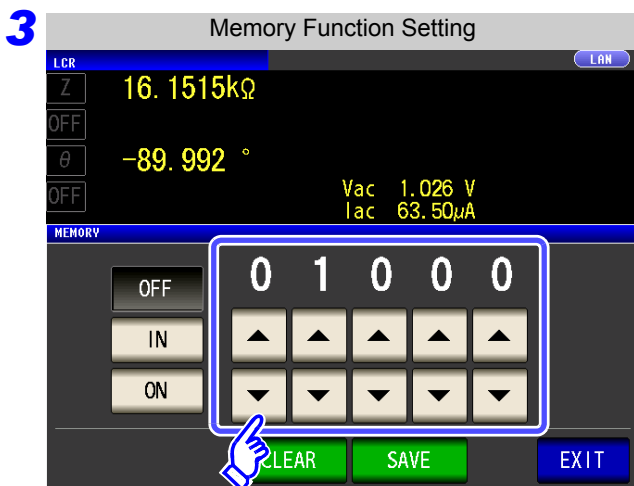 3
Memory Function Setting
LCR
LAN
Z 16.1515kΩ
OFF
θ -89.992 °
OFF
Vac 1.026 V
Iac 63.50μA
MEMORY
OFF 0 1 0 0 0
IN
ON
CLEAR SAVE EXIT